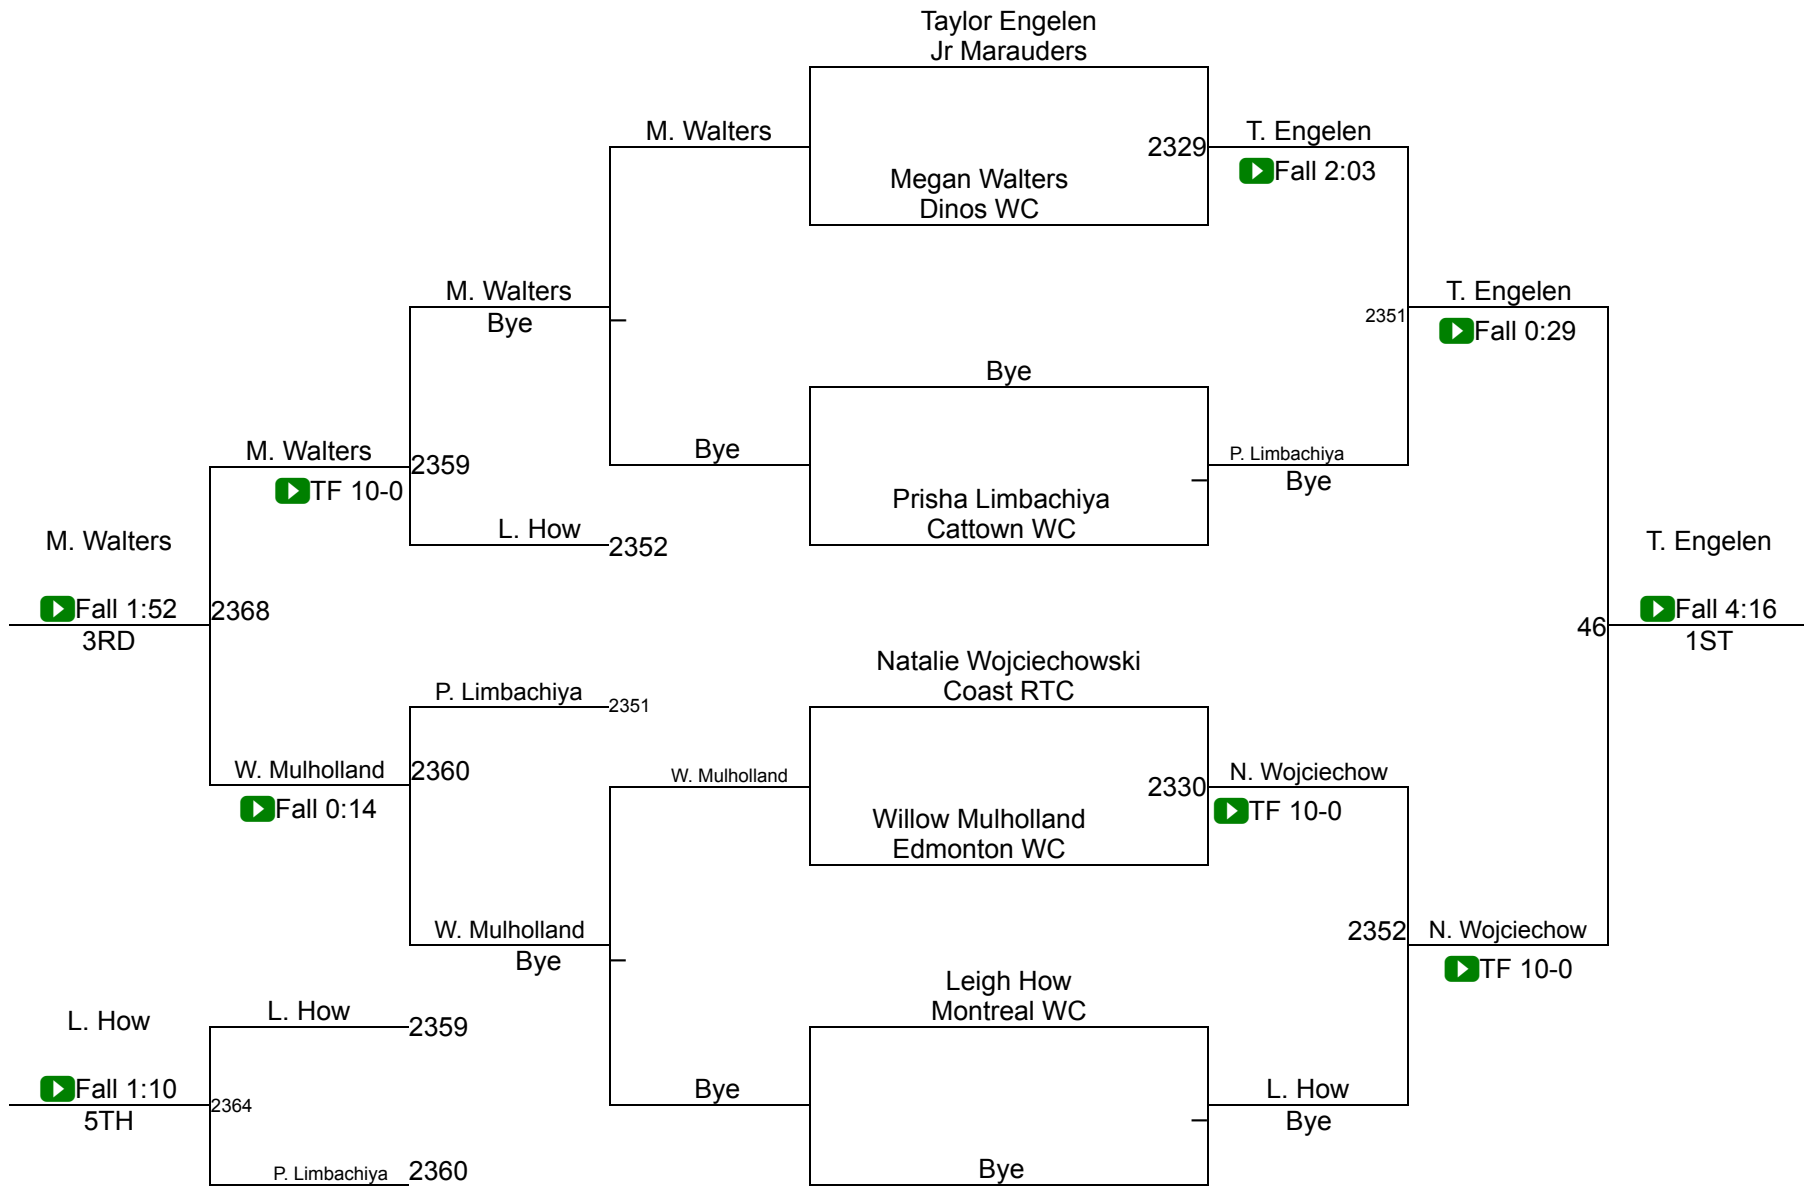 Taylor Engelen
Jr Marauders
M. Walters
2329
T. Engelen
Fall 2:03
Megan Walters
Dinos WC
M. Walters
Bye
2351
T. Engelen
Fall 0:29
Bye
M. Walters
2359
TF 10-0
Bye
P. Limbachiya
Bye
Prisha Limbachiya
Cattown WC
L. How
2352
M. Walters
T. Engelen
Fall 1:52
2368
3RD
46
Fall 4:16
1ST
Natalie Wojciechowski
Coast RTC
P. Limbachiya
2351
W. Mulholland
2360
Fall 0:14
W. Mulholland
2330
N. Wojciechow
TF 10-0
Willow Mulholland
Edmonton WC
W. Mulholland
Bye
2352
N. Wojciechow
TF 10-0
Leigh How
Montreal WC
L. How
L. How
2359
Fall 1:10
2364
5TH
Bye
L. How
Bye
P. Limbachiya
2360
Bye